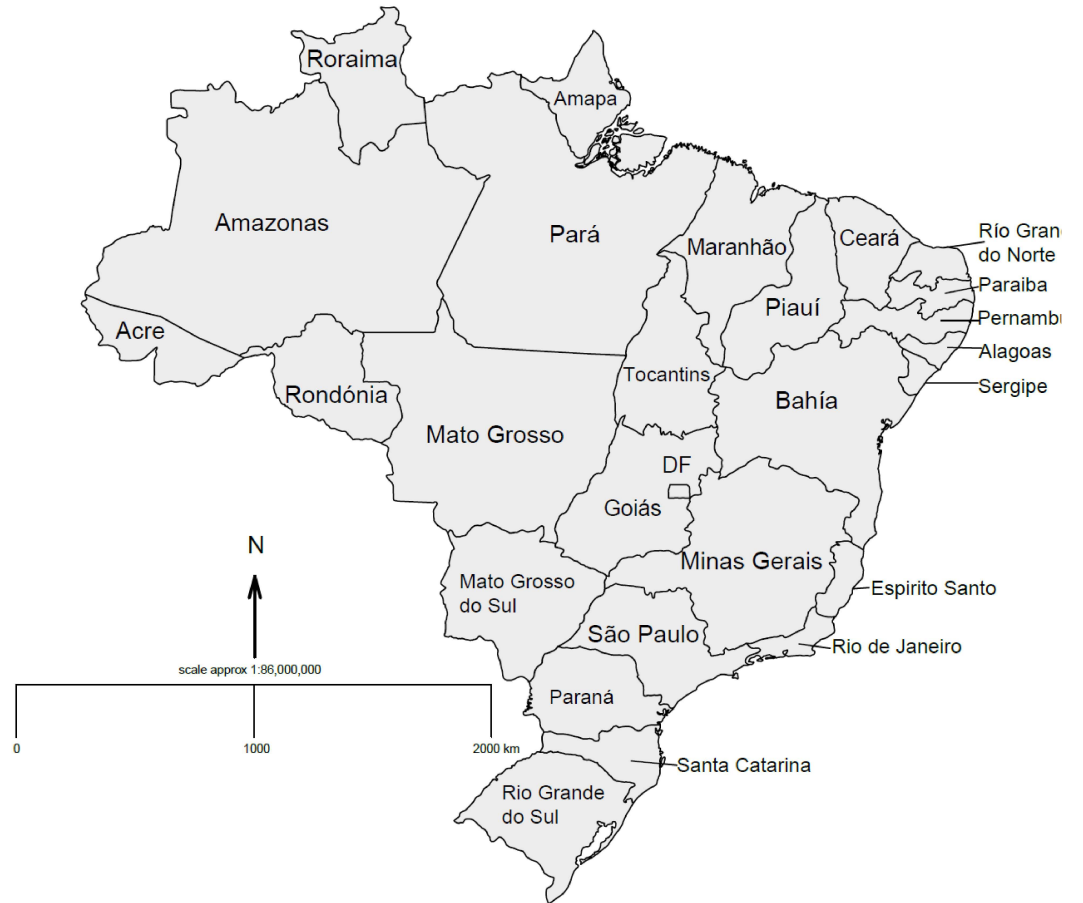 Roraima
Amapa
Amazonas
Pará
Maranhão
Ceará
Río Gran
do Norte
Paraiba
Piauí
Pernambu
Acre
Alagoas
Tocantins
Sergipe
Rondónia
Bahía
Mato Grosso
DF
Goiás
N
Minas Gerais
Mato Grosso
do Sul
Espirito Santo
São Paulo
Rio de Janeiro
scale approx 1:86,000,000
Paraná
0
1000
2000 km
Santa Catarina
Rio Grande
do Sul